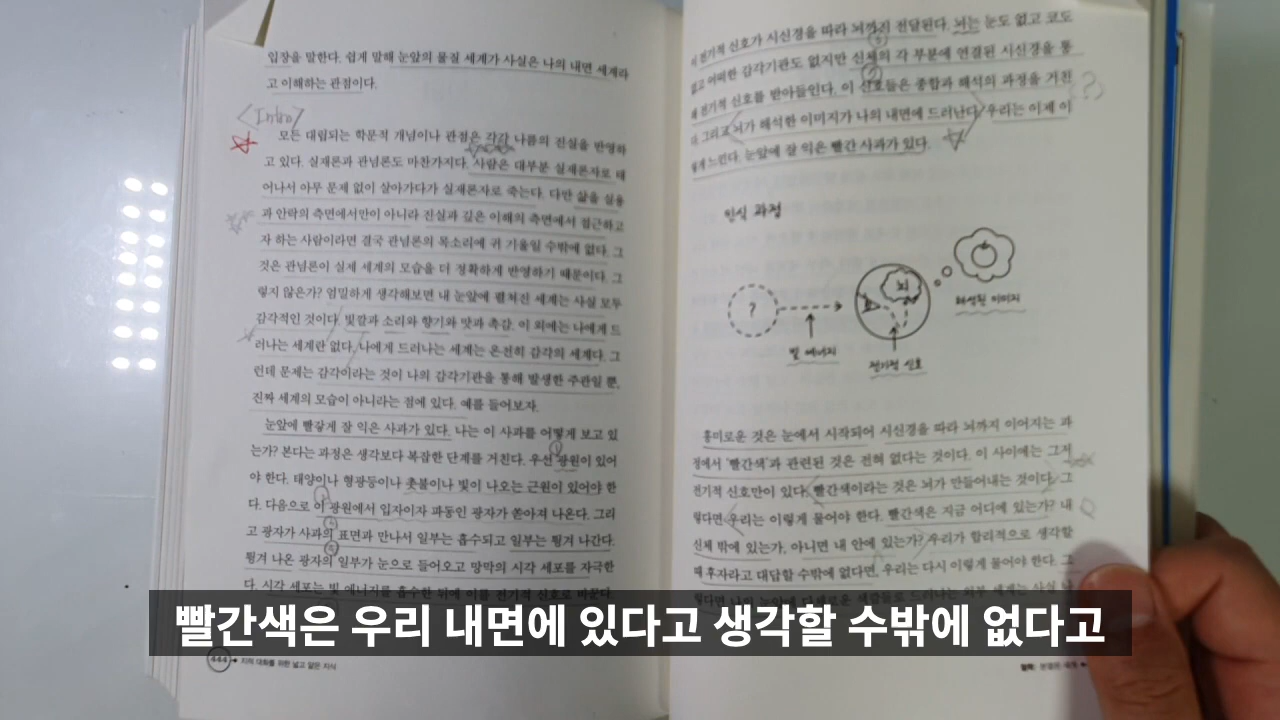 입장을 말한다. 쉽게 말해 눈앞의 물질 세계가 사실은 나의 내면 세계라
고 이해하는 관점이다.
<Intro>
모든 대립되는 학문적 개념이나 관점은 각각 나름의 진실을 반영하
고 있다. 실재론과 관념론도 마찬가지다. 사람은 대부분 실재론자로 태
어나서 아무 문제 없이 살아가다가 실재론자로 죽는다. 다만 삶을 실용
과 안락의 측면에서만이 아니라 진실과 깊은 이해의 측면에서 접근하고
자 하는 사람이라면 결국 관념론의 목소리에 귀 기울일 수밖에 없다. 그
것은 관념론이 실제 세계의 모습을 더 정확하게 반영하기 때문이다. 그
렇지 않은가? 엄밀하게 생각해보면 내 눈앞에 펼쳐진 세계는 사실 모두
감각적인 것이다. 빛깔과 소리와 향기와 맛과 촉감. 이 외에는 나에게 드
러나는 세계란 없다. 나에게 드러나는 세계는 온전히 감각의 세계다. 그
런데 문제는 감각이라는 것이 나의 감각기관을 통해 발생한 주관일 뿐,
진짜 세계의 모습이 아니라는 점에 있다. 예를 들어보자.
눈앞에 빨갛게 잘 익은 사과가 있다. 나는 이 사과를 어떻게 보고 있
는가? 본다는 과정은 생각보다 복잡한 단계를 거친다. 우선 광원이 있어
야 한다. 태양이나 형광등이나 촛불이나 빛이 나오는 근원이 있어야 한
다. 다음으로 이 광원에서 입자이자 파동인 광자가 쏟아져 나온다. 그리
고 광자가 사과의 표면과 만나서 일부는 흡수되고 일부는 튕겨 나간다.
튕겨 나온 광자의 일부가 눈으로 들어오고 망막의 시각 세포를 자극한
다. 시각 세포는 빛 에너지를 흡수한 뒤에 이를 전기적 신호로 바꾼다.
444 지적 대화를 위한 넓고 얕은 지식
전기적 신호가 시신경을 따라 뇌까지 전달된다. 뇌는 눈도 없고 코도
없고 어떠한 감각기관도 없지만 신체의 각 부분에 연결된 시신경을 통
해 전기적 신호를 받아들인다. 이 신호들은 종합과 해석의 과정을 거친
다. 그리고 뇌가 해석한 이미지가 나의 내면에 드러난다. 우리는 이제 이
렇게 느낀다. 눈앞에 잘 익은 빨간 사과가 있다.
(?)
인식 과정
?
뇌
빛 에너지
전기적 신호
해석된 이미지
흥미로운 것은 눈에서 시작되어 시신경을 따라 뇌까지 이어지는 과
정에서 '빨간색'과 관련된 것은 전혀 없다는 것이다. 이 사이에는 그저
전기적 신호만이 있다. 빨간색이라는 것은 뇌가 만들어내는 것이다. 그
렇다면 우리는 이렇게 물어야 한다. 빨간색은 지금 어디에 있는가? 내
신체 밖에 있는가, 아니면 내 안에 있는가? 우리가 합리적으로 생각할
때 후자라고 대답할 수밖에 없다면, 우리는 다시 이렇게 물어야 한다. 그
빨간색은 우리 내면에 있다고 생각할 수밖에 없다고